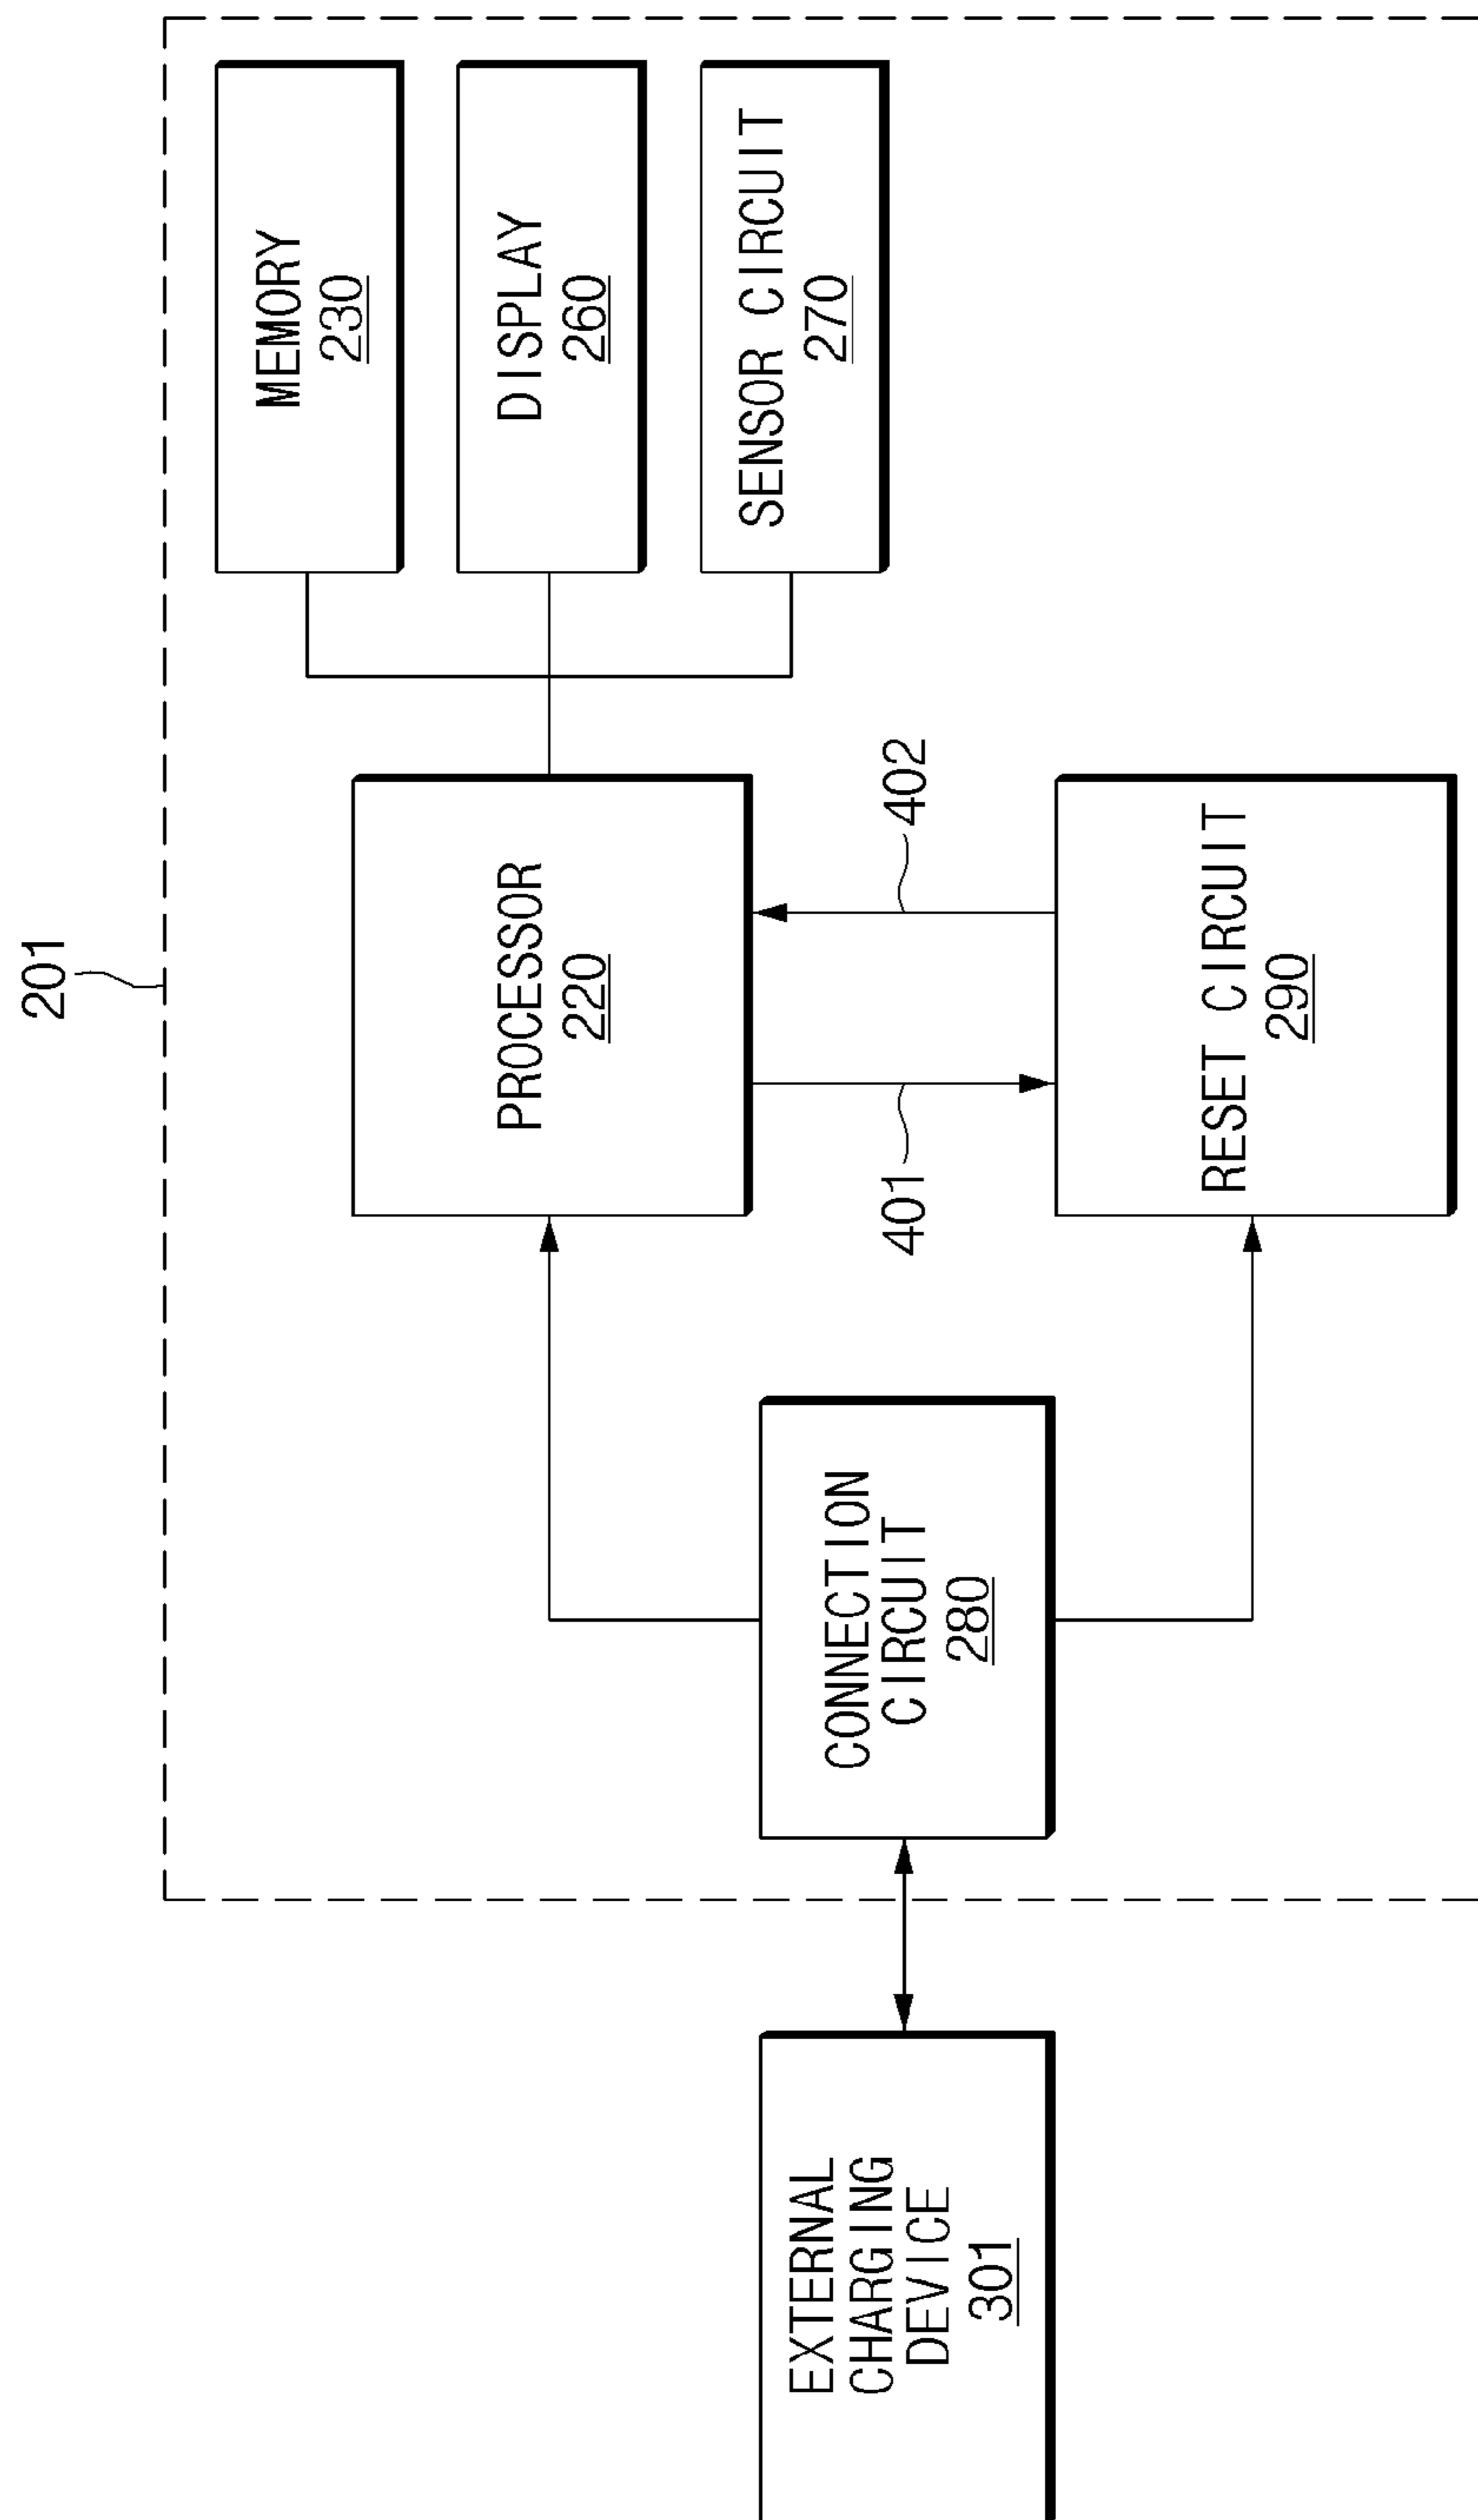 201
EXTERNAL
CHARGING
DEVICE
301
CONNECTION
CIRCUIT
280
PROCESSOR
220
401
402
RESET CIRCUIT
290
MEMORY
230
DISPLAY
260
SENSOR CIRCUIT
270